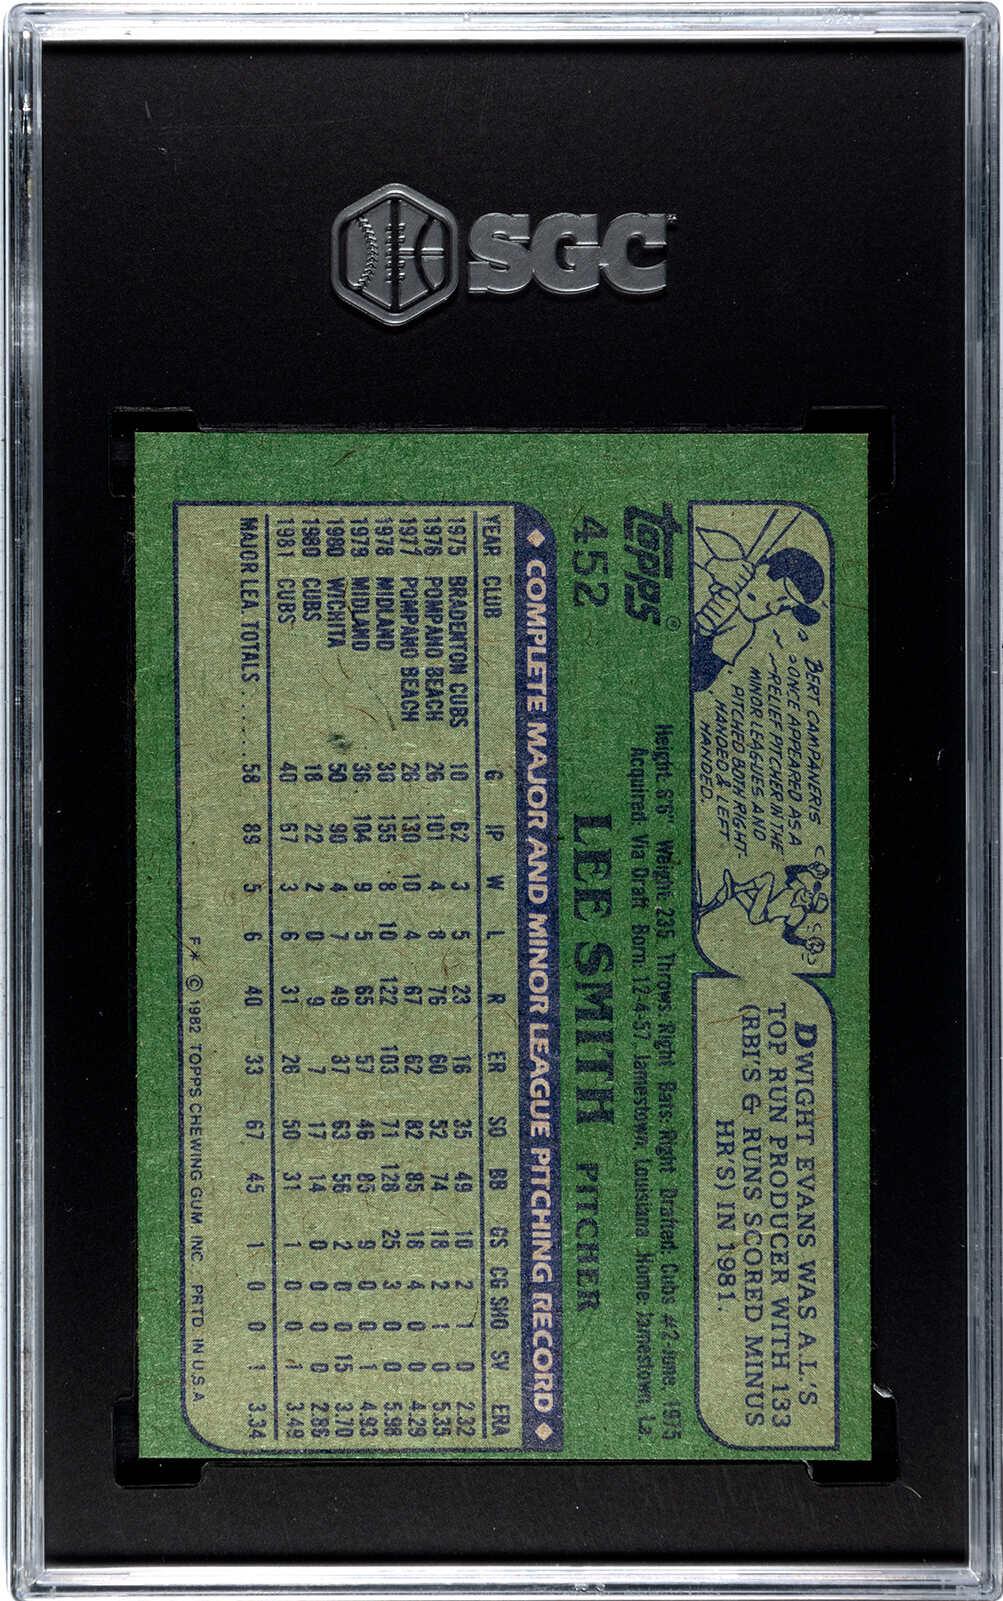 SGC
BERT CAMPANERIS
ONCE APPEARED AS A
RELIEF PITCHER IN THE
MINOR LEAGUES AND
PITCHED BOTH RIGHT-
HANDED & LEFT
HANDED.
DWIGHT EVANS WAS A.L.'S
TOP RUN PRODUCER WITH 133
(RBI'S & RUNS SCORED MINUS
HR'S) IN 1981.
TOPPS®
452
LEE SMITH PITCHER
Height: 6'6" Weight: 235 Throws: Right Bats: Right Drafted: Cubs #2-June, 1975
Acquired: Via Draft Born: 12-4-57, Jamestown, Louisiana Home: Jamestown, La.
COMPLETE MAJOR AND MINOR LEAGUE PITCHING RECORD
YEAR CLUB G IP W L R ER SO BB GS CG SHO SV ERA
1975 BRADENTON CUBS 10 62 3 5 23 16 35 49 10 2 1 0 2.32
1976 POMPANO BEACH 26 101 4 8 76 60 52 74 18 2 1 0 5.35
1977 POMPANO BEACH 28 130 10 4 67 62 82 85 18 4 0 0 4.29
1978 MIDLAND 30 155 8 10 122 103 71 128 25 3 0 0 5.98
1979 MIDLAND 36 104 9 5 65 57 46 85 9 0 0 1 4.93
1980 WICHITA 50 90 4 7 49 37 63 56 2 0 0 15 3.70
1980 CUBS 18 22 2 0 9 7 17 14 0 0 0 0 2.86
1981 CUBS 40 67 3 6 31 26 50 31 1 0 0 1 3.49
MAJOR LEA. TOTALS 58 89 5 6 40 33 67 45 1 0 0 1 3.34
F* © 1982 TOPPS CHEWING GUM INC. PRTD. IN U.S.A.